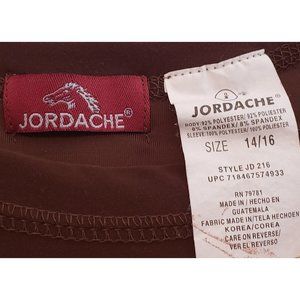 JORDACHE®
JORDACHE®
BODY:92% POLYESTER/ 92% POLIESTER
8% SPANDEX/ 8% SPANDEX
SLEEVE:100% POLYESTER/ 100% POLIESTER
SIZE 14/16
STYLE JD 216
UPC 718467574933
RN 79781
MADE IN / HECHO EN
GUATEMALA
FABRIC MADE IN/TELA HECHO EN
KOREA/COREA
CARE ON REVERSE/
VER EL REVERSO